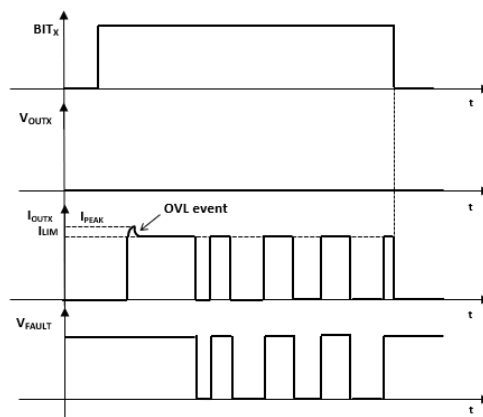 BITX
t
VOUTX
t
IOUTX
IPEAK
OVL event
ILIM
t
VFAULT
t